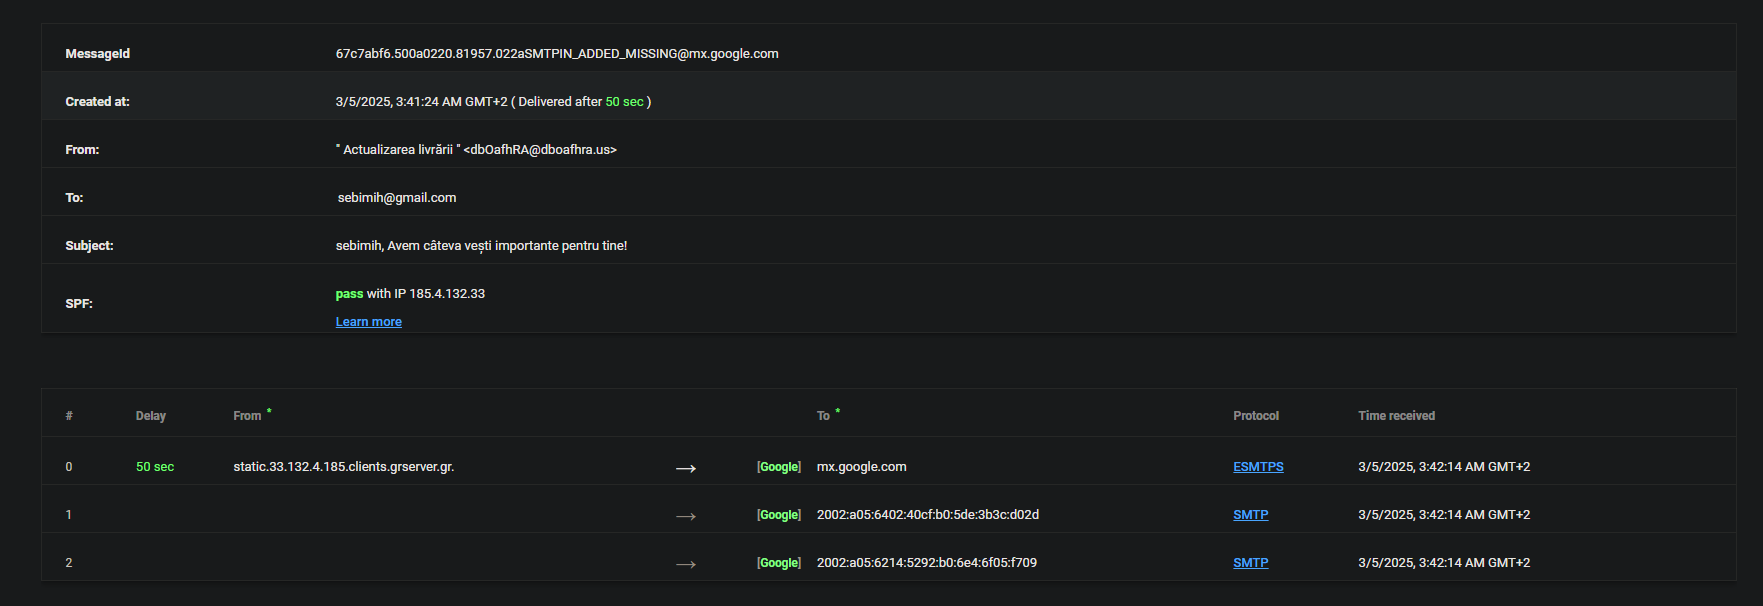 MessageId 67c7abf6.500a0220.81957.022aSMTPIN_ADDED_MISSING@mx.google.com
Created at: 3/5/2025, 3:41:24 AM GMT+2 ( Delivered after 50 sec )
From: " Actualizarea livrării " <dbOafhRA@dboafhra.us>
To: sebimih@gmail.com
Subject: sebimih, Avem câteva vești importante pentru tine!
SPF: pass with IP 185.4.132.33
Learn more
# Delay From * To * Protocol Time received
0 50 sec static.33.132.4.185.clients.grserver.gr. → [Google] mx.google.com ESMTPS 3/5/2025, 3:42:14 AM GMT+2
1 → [Google] 2002:a05:6402:40cf:b0:5de:3b3c:d02d SMTP 3/5/2025, 3:42:14 AM GMT+2
2 → [Google] 2002:a05:6214:5292:b0:6e4:6f05:f709 SMTP 3/5/2025, 3:42:14 AM GMT+2